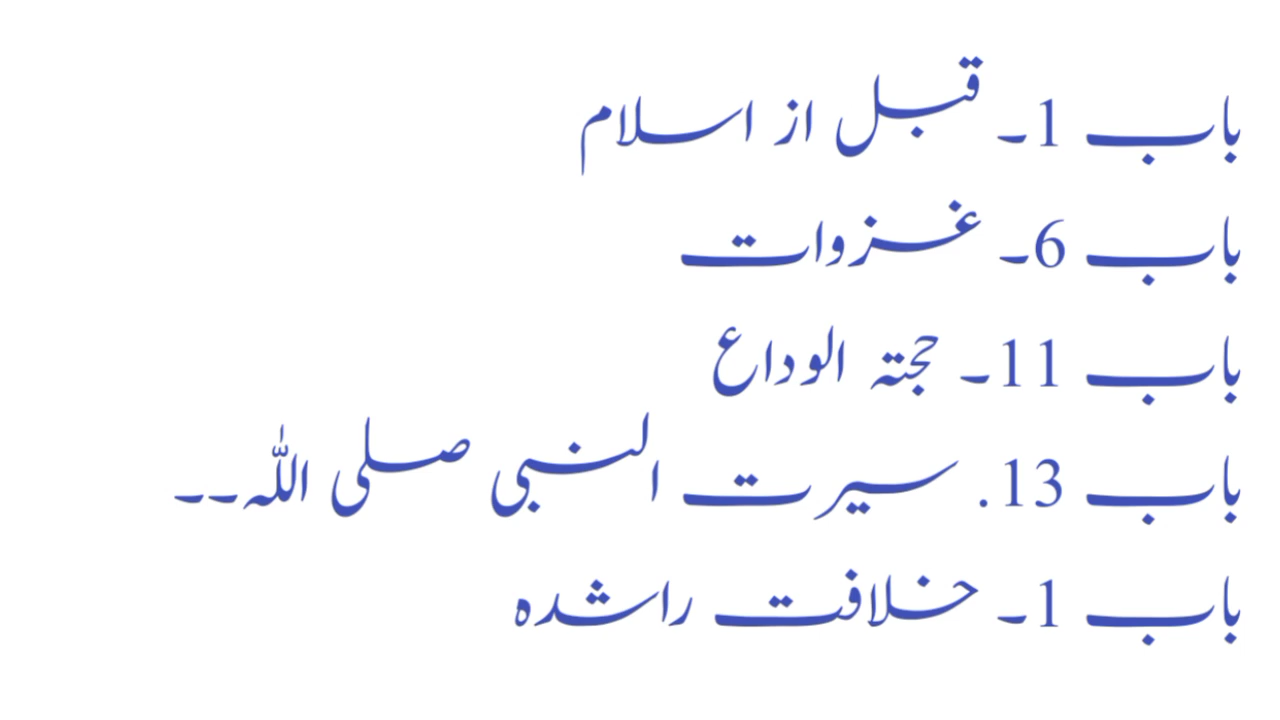 باب 1۔ قبل از اسلام
باب 6۔ غزوات
باب 11۔ حجتہ الوداع
باب 13. سیرت النبی صلی اللہ۔۔
باب 1۔ خلافت راشدہ